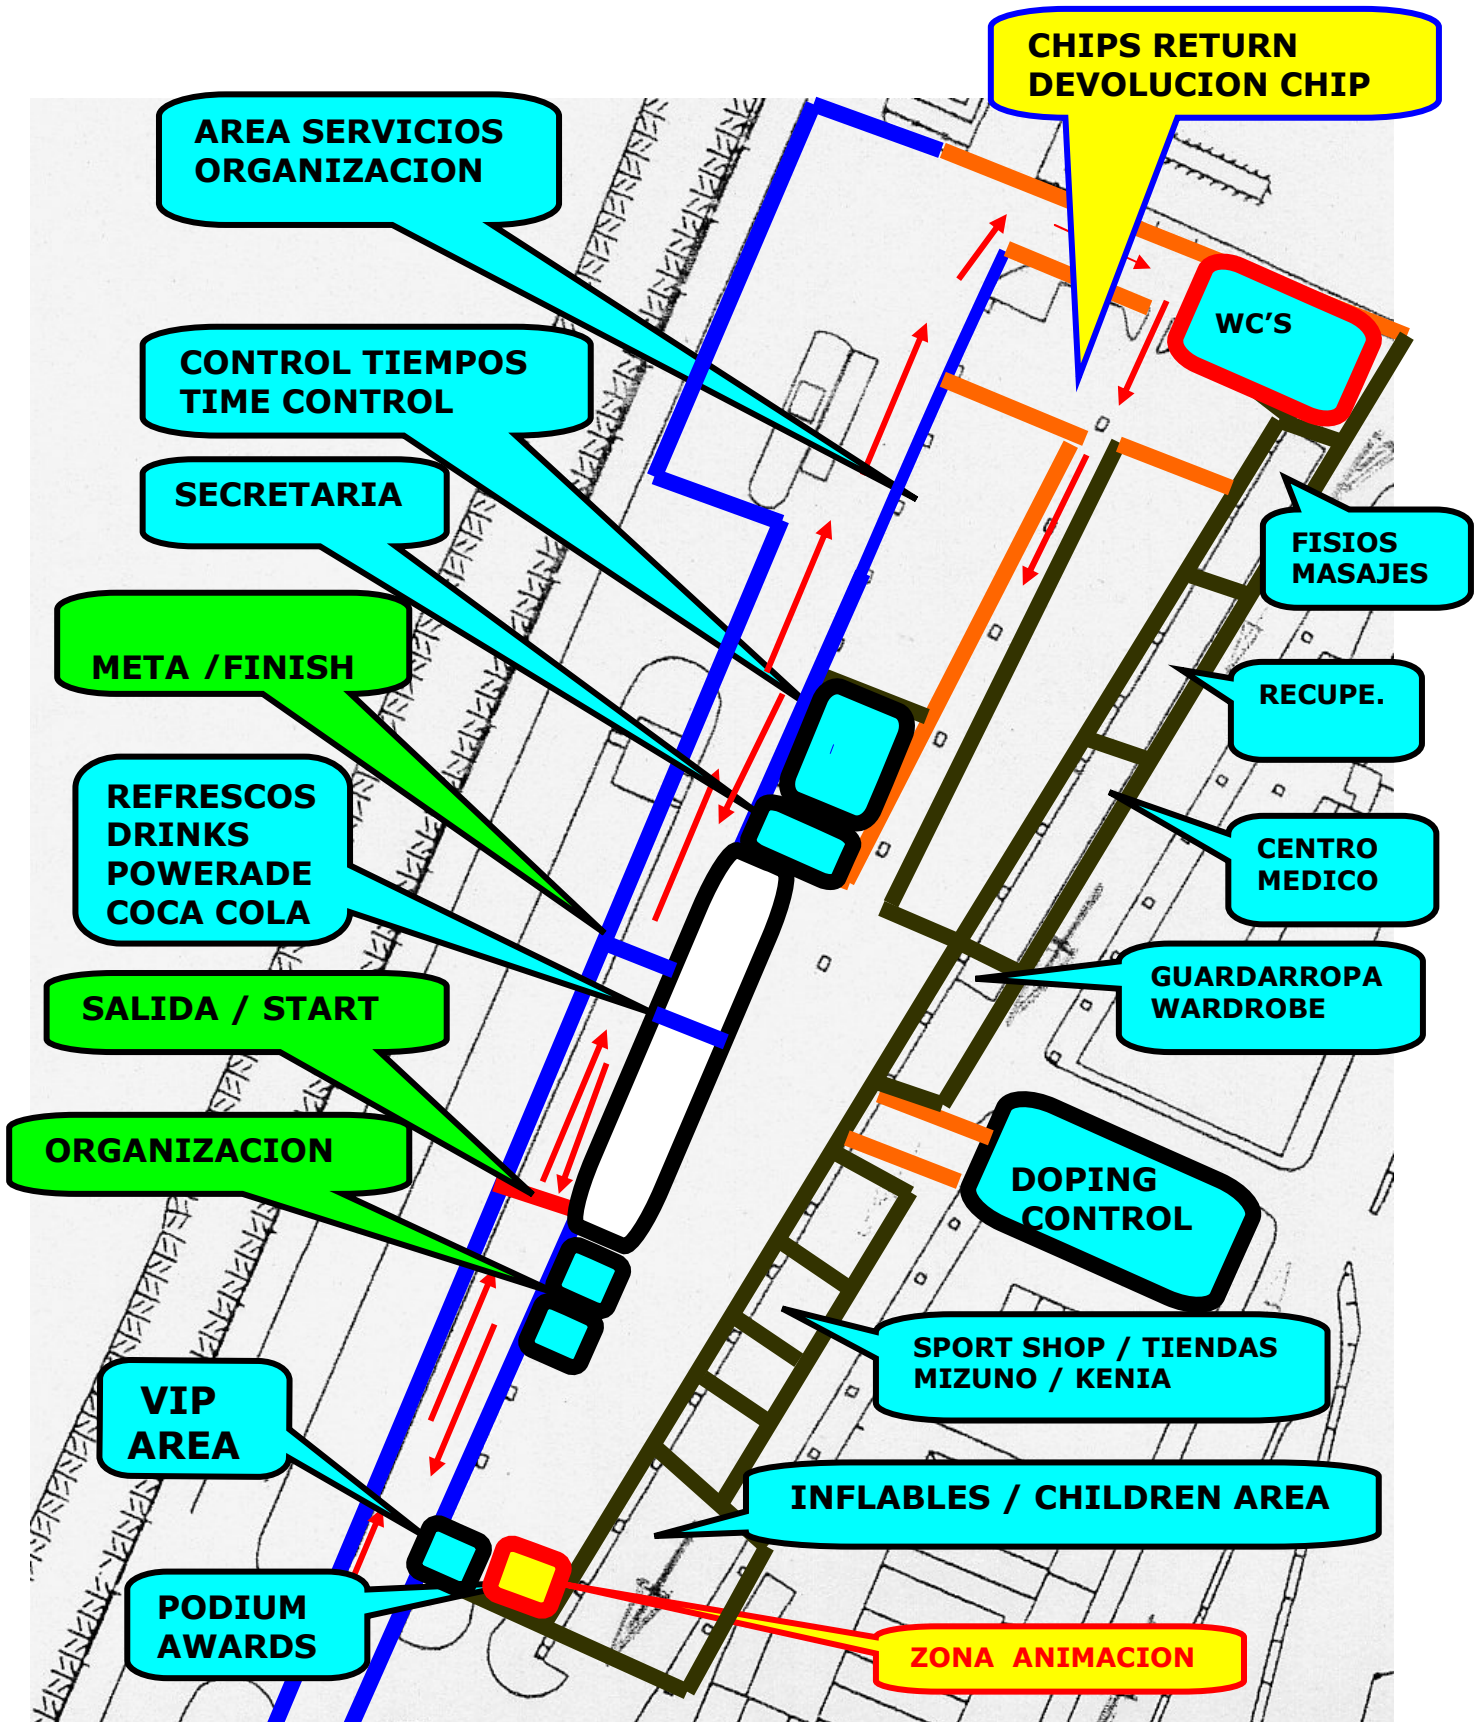 CHIPS RETURN
DEVOLUCION CHIP
AREA SERVICIOS
ORGANIZACION
WC'S
CONTROL TIEMPOS
TIME CONTROL
SECRETARIA
FISIOS
MASAJES
META /FINISH
RECUPE.
REFRESCOS
DRINKS
POWERADE
COCA COLA
CENTRO
MEDICO
GUARDARROPA
WARDROBE
SALIDA / START
ORGANIZACION
DOPING
CONTROL
SPORT SHOP / TIENDAS
MIZUNO / KENIA
VIP
AREA
INFLABLES / CHILDREN AREA
PODIUM
AWARDS
ZONA  ANIMACION